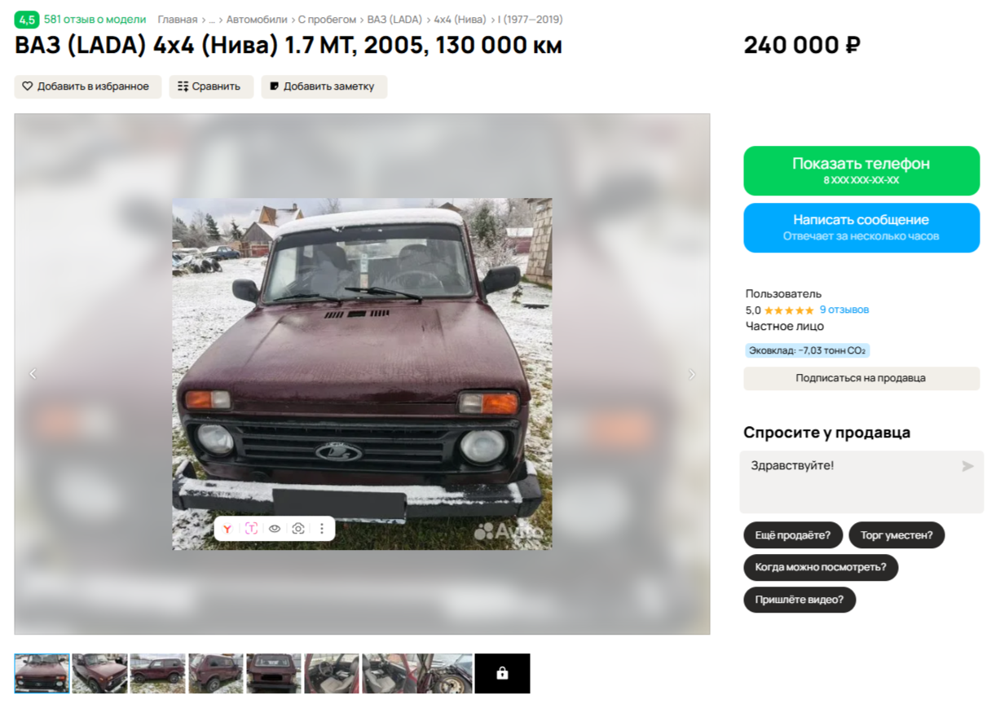 4,5 581 отзыв о модели Главная › ... › Автомобили › С пробегом › ВАЗ (LADA) › 4x4 (Нива) › I (1977—2019)
ВАЗ (LADA) 4x4 (Нива) 1.7 MT, 2005, 130 000 км
240 000 ₽
Добавить в избранное
Сравнить
Добавить заметку
Показать телефон
8 XXX XXX-XX-XX
Написать сообщение
Отвечает за несколько часов
Пользователь
5,0 ★★★★★ 9 отзывов
Частное лицо
Эковклад: −7,03 тонн CO₂
Подписаться на продавца
Спросите у продавца
Здравствуйте!
Ещё продаёте?
Торг уместен?
Когда можно посмотреть?
Пришлёте видео?
Avito